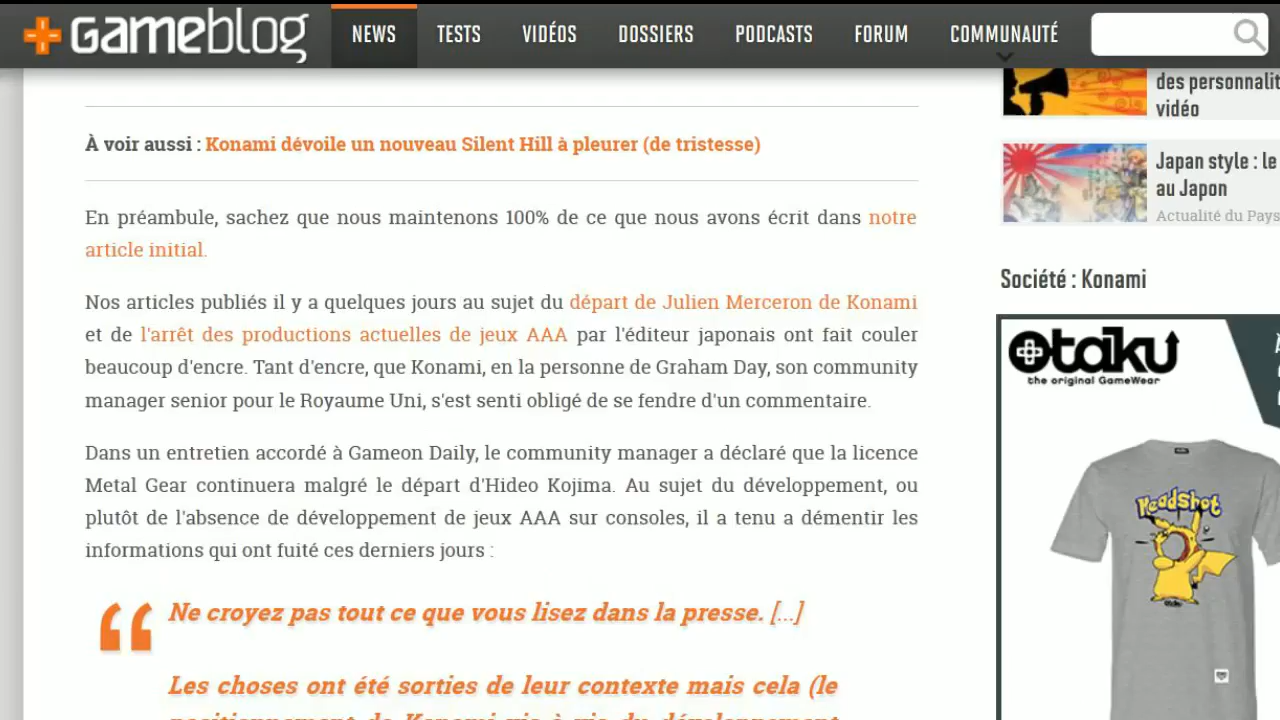 GAMEBLOG
NEWS
TESTS
VIDÉOS
DOSSIERS
PODCASTS
FORUM
COMMUNAUTÉ
À voir aussi : Konami dévoile un nouveau Silent Hill à pleurer (de tristesse)
En préambule, sachez que nous maintenons 100% de ce que nous avons écrit dans notre
article initial.
Nos articles publiés il y a quelques jours au sujet du départ de Julien Merceron de Konami
et de l'arrêt des productions actuelles de jeux AAA par l'éditeur japonais ont fait couler
beaucoup d'encre. Tant d'encre, que Konami, en la personne de Graham Day, son community
manager senior pour le Royaume Uni, s'est senti obligé de se fendre d'un commentaire.
Dans un entretien accordé à Gameon Daily, le community manager a déclaré que la licence
Metal Gear continuera malgré le départ d'Hideo Kojima. Au sujet du développement, ou
plutôt de l'absence de développement de jeux AAA sur consoles, il a tenu a démentir les
informations qui ont fuité ces derniers jours :
“ Ne croyez pas tout ce que vous lisez dans la presse. [...]
Les choses ont été sorties de leur contexte mais cela (le
positionnement de Konami vis à vis du développement
des personnalit
vidéo
Japan style : le
au Japon
Actualité du Pays
Société : Konami
Otaku
the original GameWear
Headshot